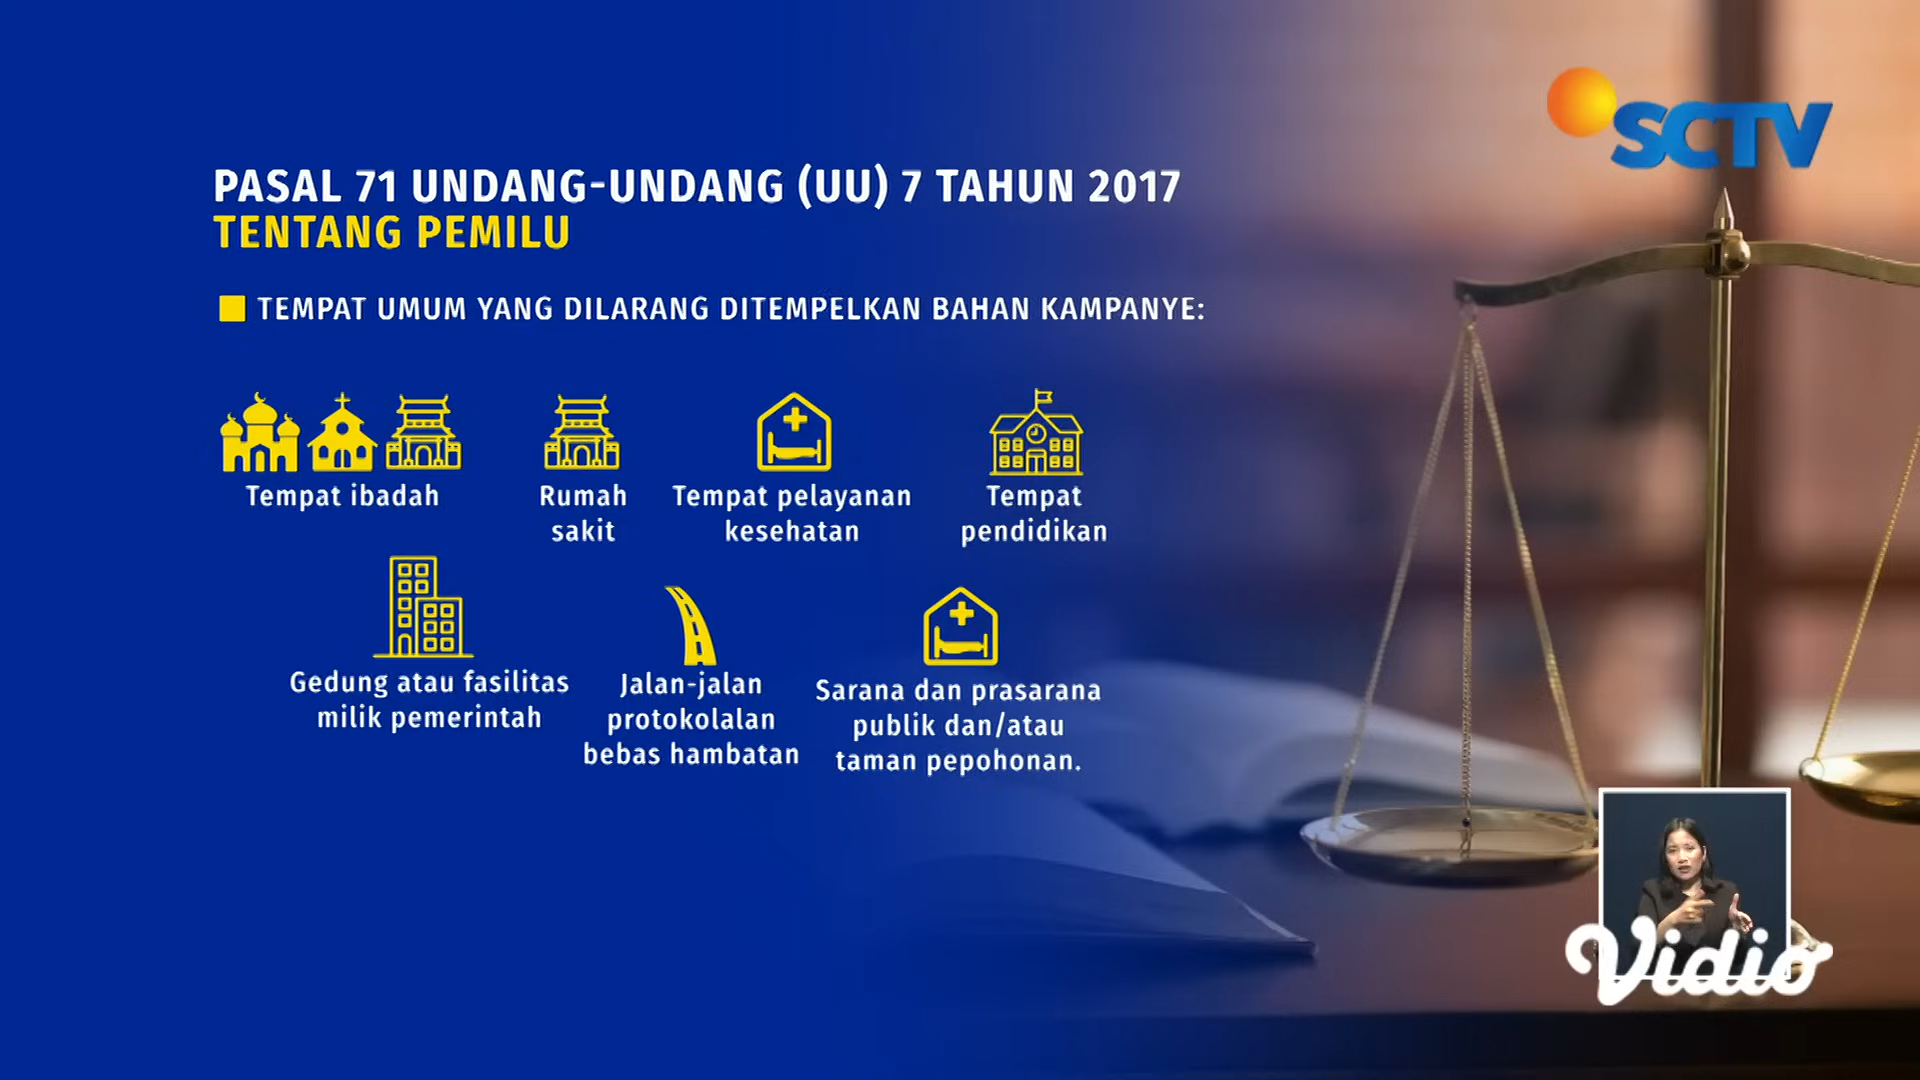 SCTV
PASAL 71 UNDANG-UNDANG (UU) 7 TAHUN 2017
TENTANG PEMILU
TEMPAT UMUM YANG DILARANG DITEMPELKAN BAHAN KAMPANYE:
Tempat ibadah
Rumah
sakit
Tempat pelayanan
kesehatan
Tempat
pendidikan
Gedung atau fasilitas
milik pemerintah
Jalan-jalan
protokolalan
bebas hambatan
Sarana dan prasarana
publik dan/atau
taman pepohonan.
Vidio